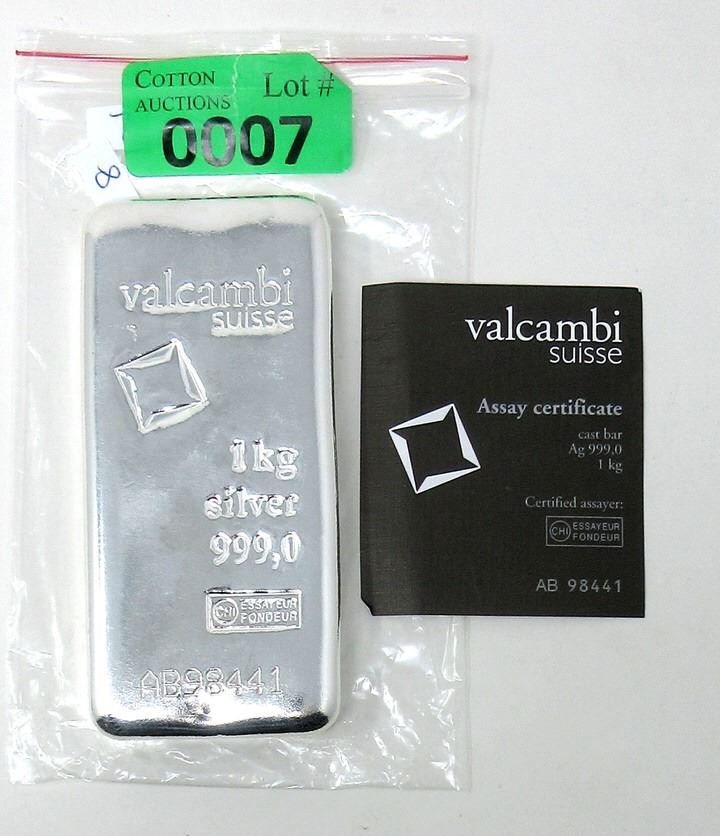 COTTON
AUCTIONS
Lot #
0007
8
valcambi
suisse
1 kg
silver
999,0
CHI ESSAYEUR
FONDEUR
AB98441
valcambi
suisse
Assay certificate
cast bar
Ag 999,0
1 kg
Certified assayer:
CHI ESSAYEUR
FONDEUR
AB 98441